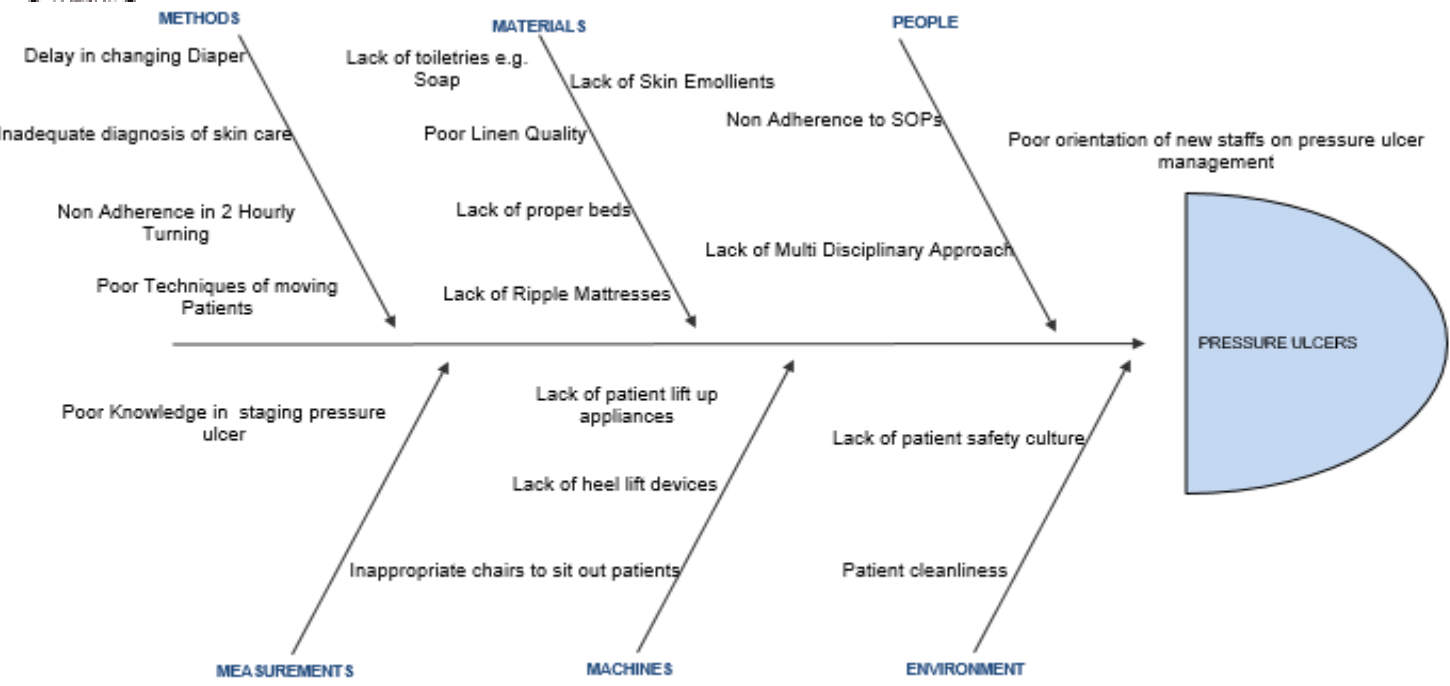 METHODS
MATERIALS
PEOPLE
Delay in changing Diaper
Lack of toiletries e.g.
Soap
Lack of Skin Emollients
Inadequate diagnosis of skin care
Poor Linen Quality
Non Adherence to SOPs
Poor orientation of new staffs on pressure ulcer
management
Non Adherence in 2 Hourly
Turning
Lack of proper beds
Lack of Multi Disciplinary Approach
Poor Techniques of moving
Patients
Lack of Ripple Mattresses
PRESSURE ULCERS
Poor Knowledge in staging pressure
ulcer
Lack of patient lift up
appliances
Lack of patient safety culture
Lack of heel lift devices
Inappropriate chairs to sit out patients
Patient cleanliness
MEASUREMENTS
MACHINES
ENVIRONMENT